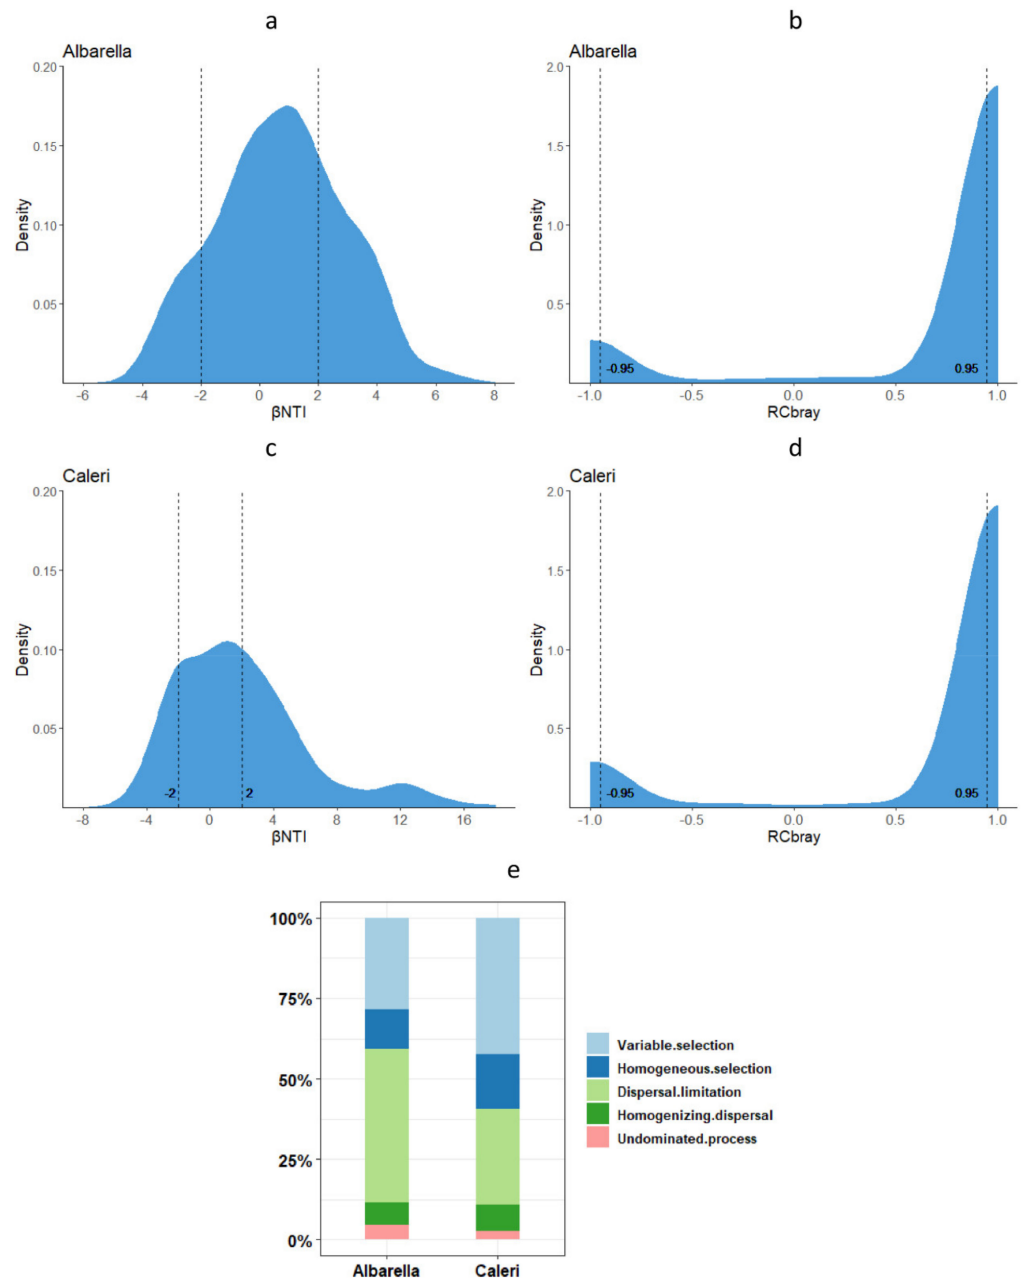 a
b
Albarella
Albarella
0.20
0.15
0.10
0.05
Density
-6 -4 -2 0 2 4 6 8
βNTI
2.0
1.5
1.0
0.5
Density
-0.95 0.95
-1.0 -0.5 0.0 0.5 1.0
RCbray
c
d
Caleri
Caleri
0.20
0.15
0.10
0.05
Density
-2 2
-8 -4 0 4 8 12 16
βNTI
2.0
1.5
1.0
0.5
Density
-0.95 0.95
-1.0 -0.5 0.0 0.5 1.0
RCbray
e
100%
75%
50%
25%
0%
Albarella Caleri
Variable.selection
Homogeneous.selection
Dispersal.limitation
Homogenizing.dispersal
Undominated.process